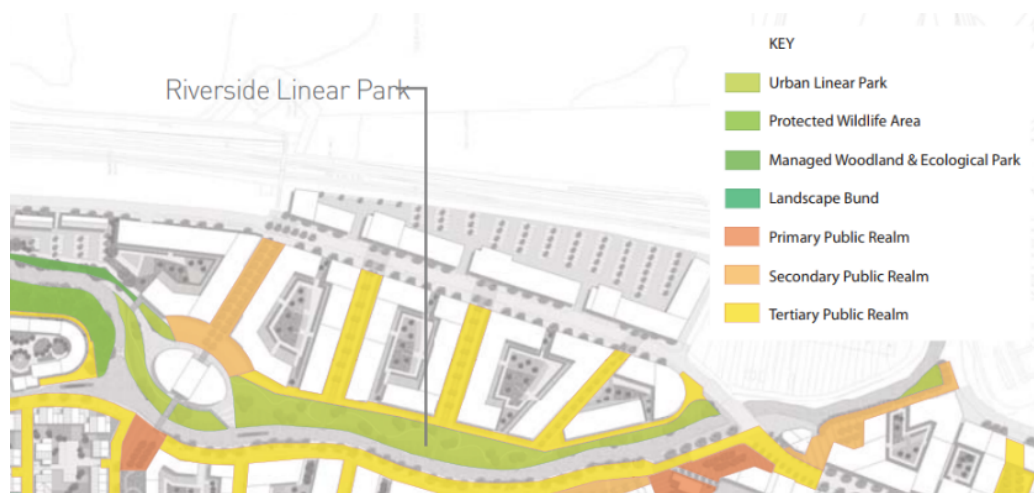 KEY
Riverside Linear Park
Urban Linear Park
Protected Wildlife Area
Managed Woodland & Ecological Park
Landscape Bund
Primary Public Realm
Secondary Public Realm
Tertiary Public Realm